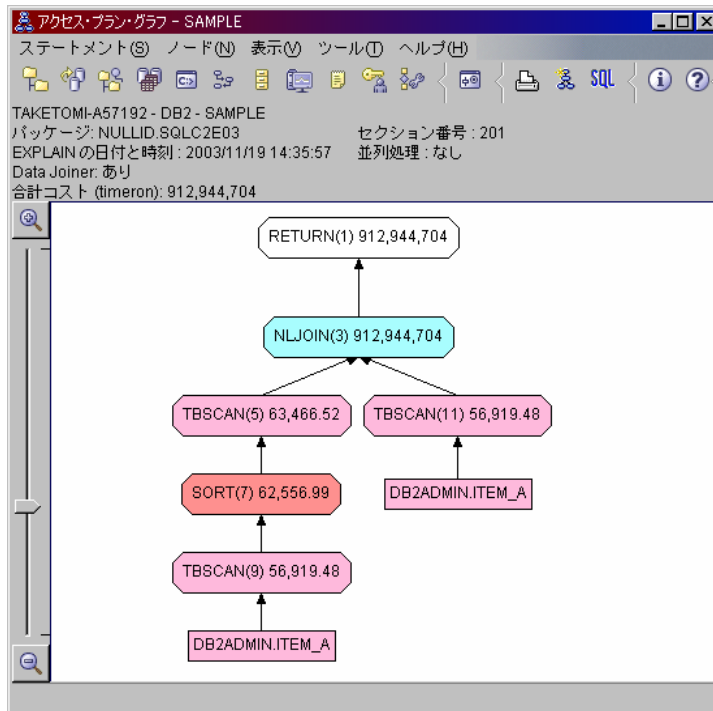 アクセス・プラン・グラフ - SAMPLE
ステートメント(S) ノード(N) 表示(V) ツール(T) ヘルプ(H)
C:> SQL
TAKETOMI-A57192 - DB2 - SAMPLE
パッケージ: NULLID.SQLC2E03 セクション番号 : 201
EXPLAIN の日付と時刻 : 2003/11/19 14:35:57 並列処理 : なし
Data Joiner: あり
合計コスト (timeron): 912,944,704
RETURN(1) 912,944,704
NLJOIN(3) 912,944,704
TBSCAN(5) 63,466.52 TBSCAN(11) 56,919.48
SORT(7) 62,556.99 DB2ADMIN.ITEM_A
TBSCAN(9) 56,919.48
DB2ADMIN.ITEM_A